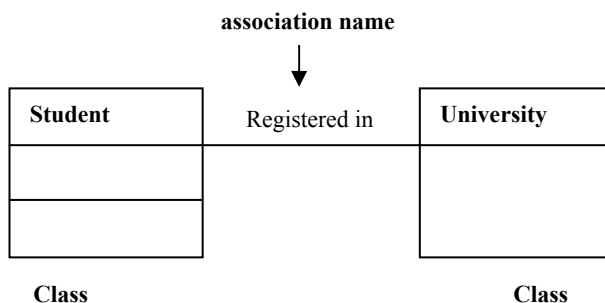 association name
Student
Registered in
University
Class
Class